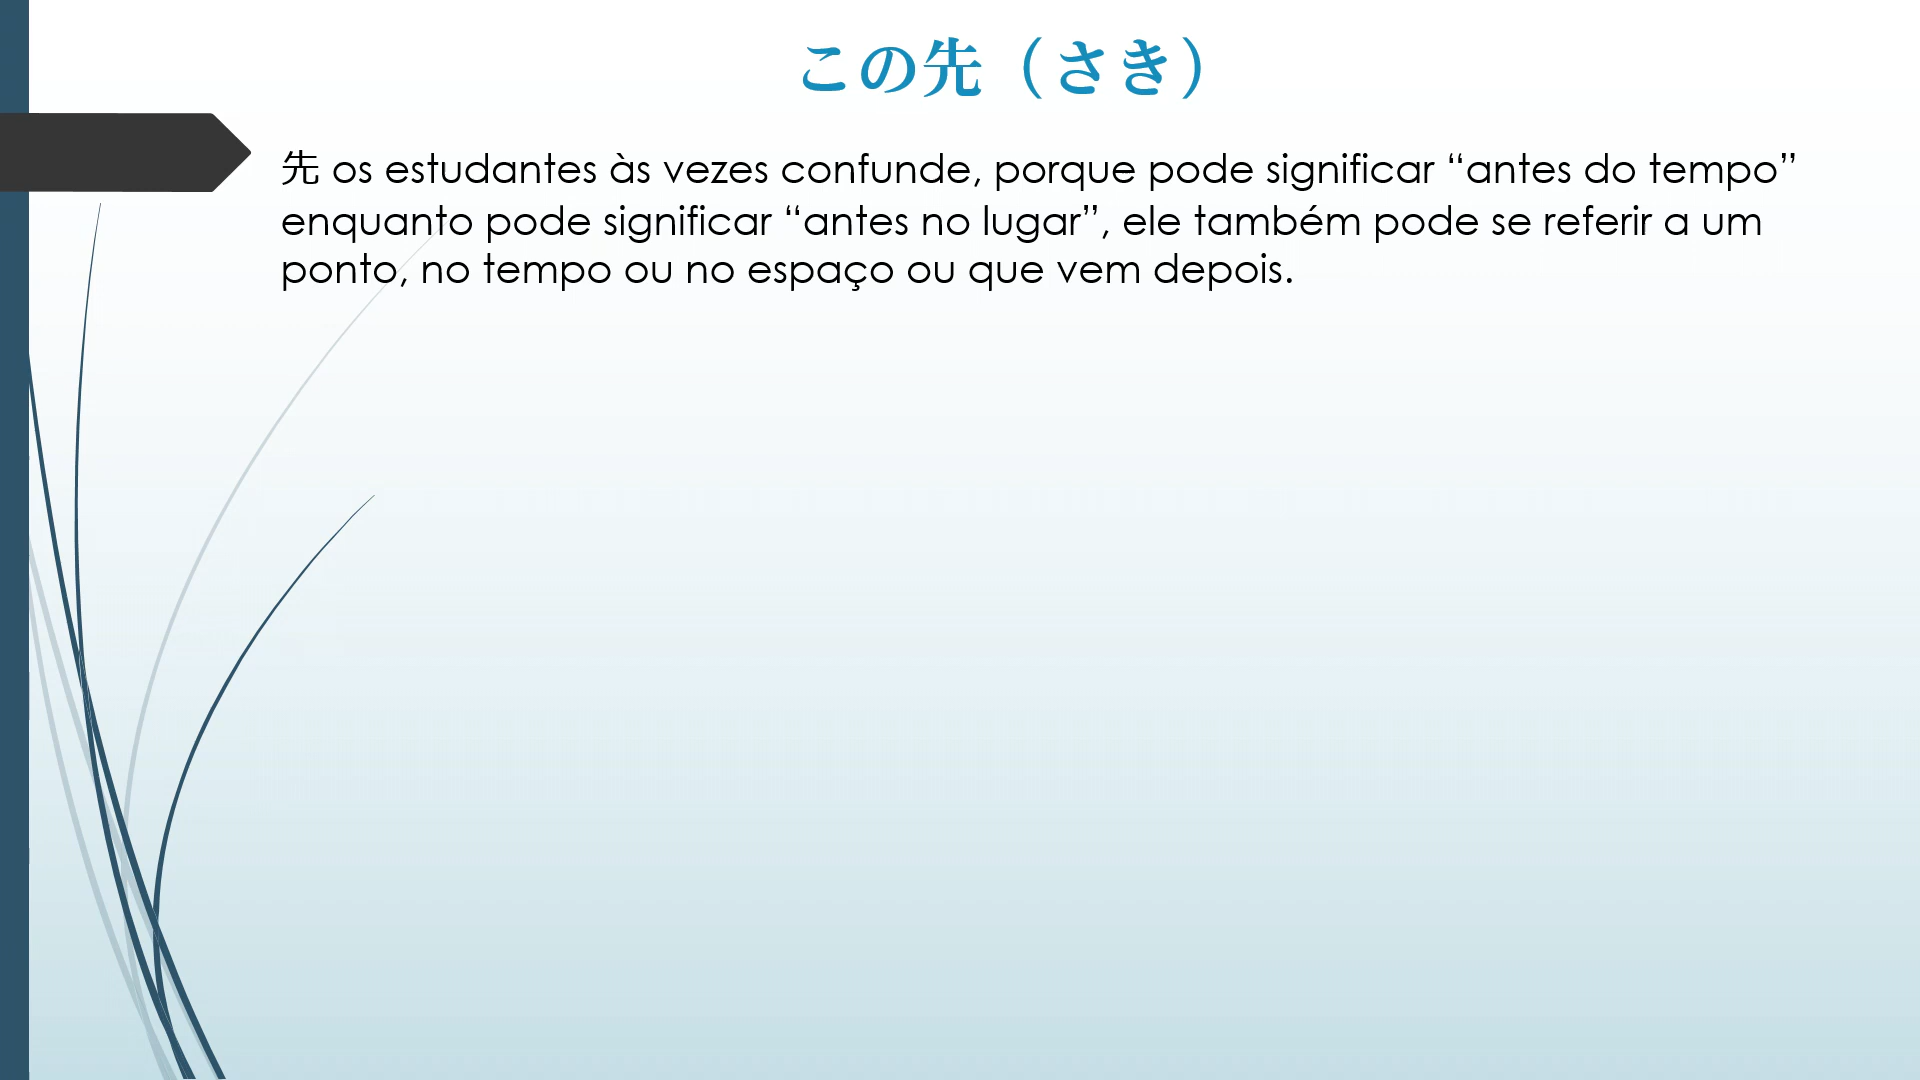 この先（さき）
先 os estudantes às vezes confunde, porque pode significar “antes do tempo”
enquanto pode significar “antes no lugar”, ele também pode se referir a um
ponto, no tempo ou no espaço ou que vem depois.